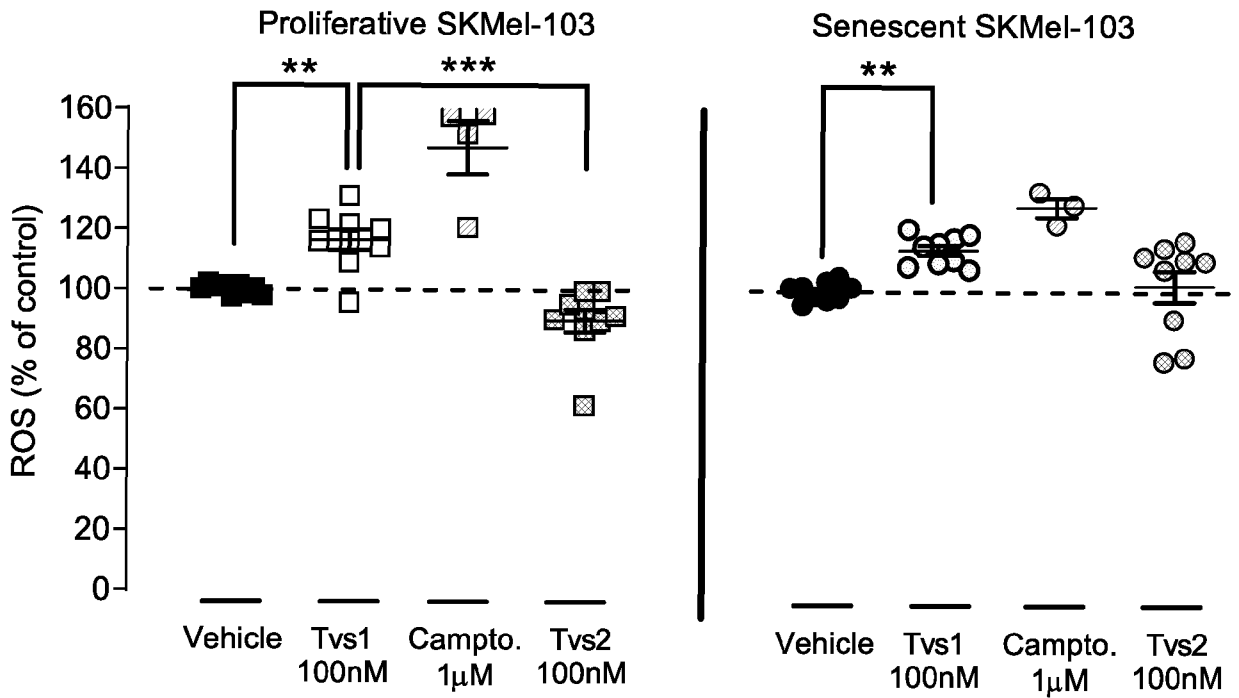 Proliferative SKMel-103
Senescent SKMel-103
**
***
**
160
140
120
100
80
60
40
20
0
ROS (% of control)
Vehicle
Tvs1
100nM
Campto.
1μM
Tvs2
100nM
Vehicle
Tvs1
100nM
Campto.
1μM
Tvs2
100nM